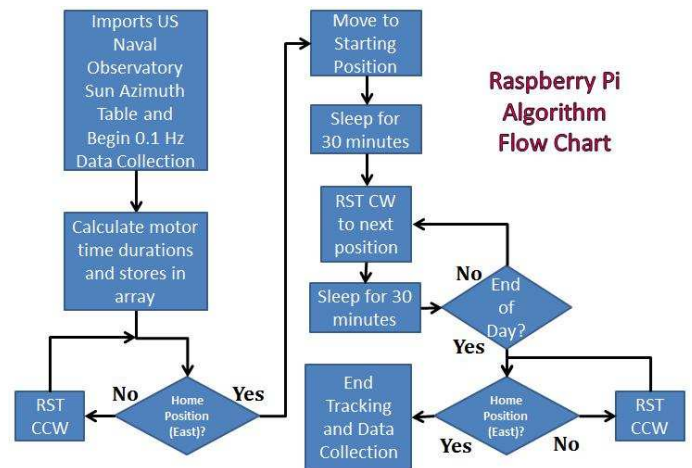 Imports US
Naval
Observatory
Sun Azimuth
Table and
Begin 0.1 Hz
Data Collection
Calculate motor
time durations
and stores in
array
Home
Position
(East)?
No
Yes
RST
CCW
Move to
Starting
Position
Sleep for
30 minutes
RST CW
to next
position
Sleep for 30
minutes
End
of
Day?
No
Yes
Home
Position
(East)?
Yes
No
RST
CCW
End
Tracking
and Data
Collection
Raspberry Pi
Algorithm
Flow Chart